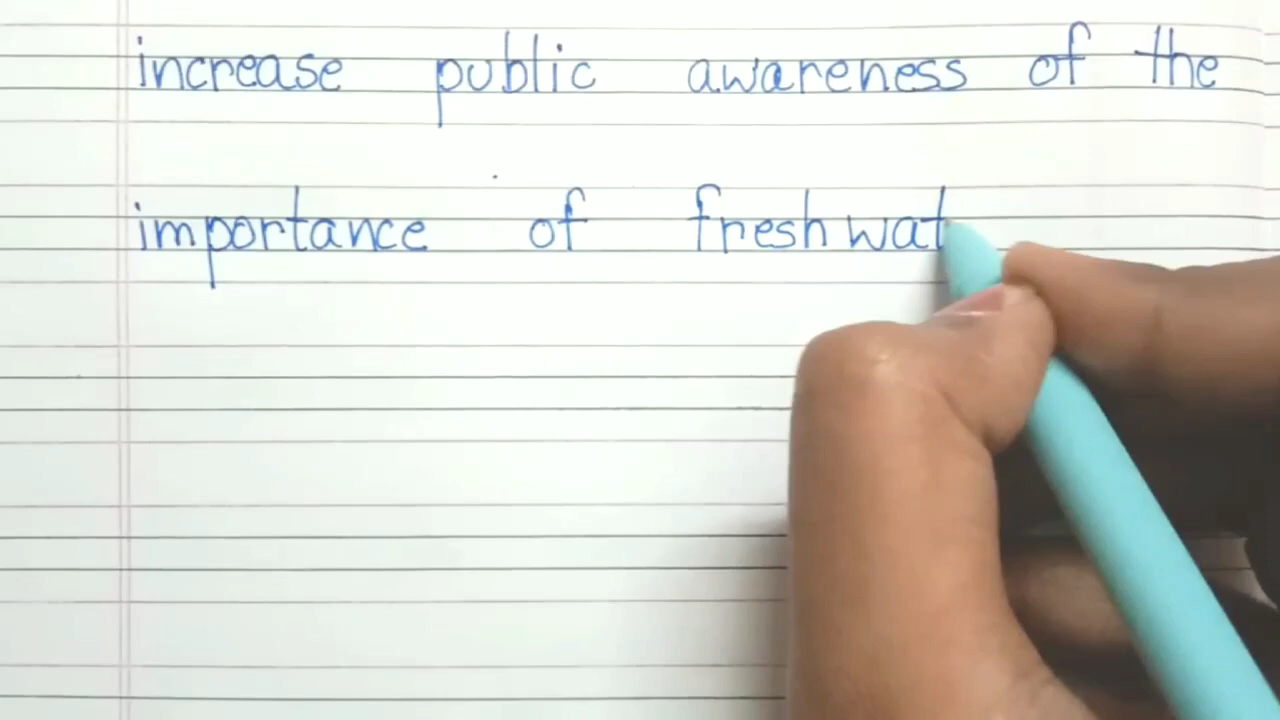 increase public awareness of the
importance of freshwat